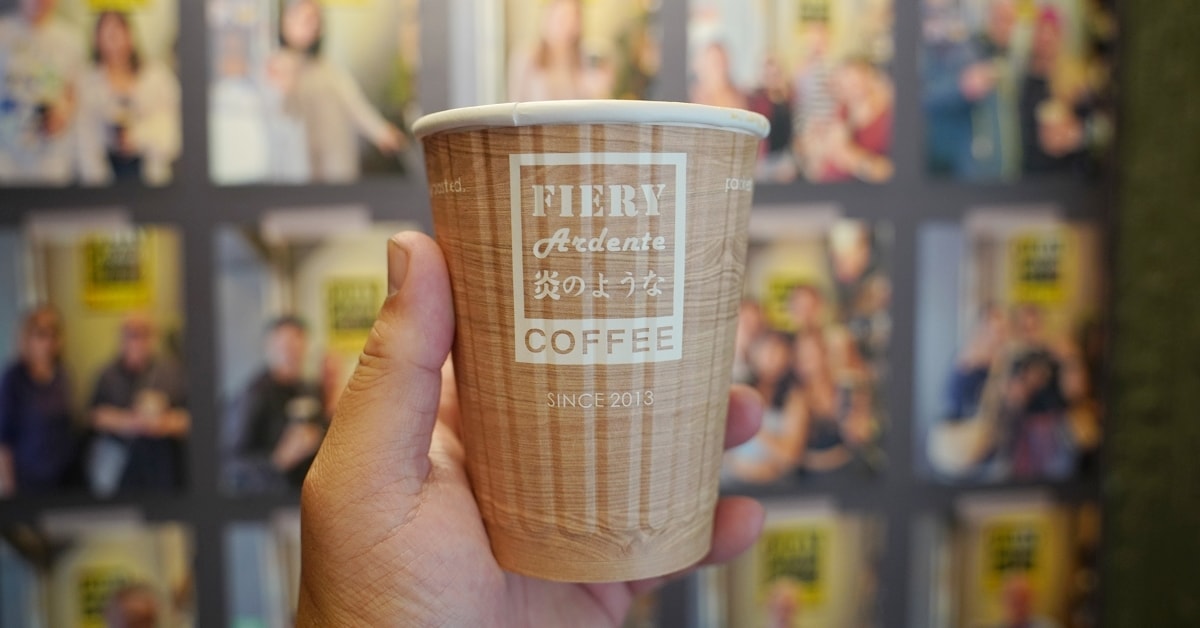 FIERY
Ardente
炎のような
COFFEE
SINCE 2013